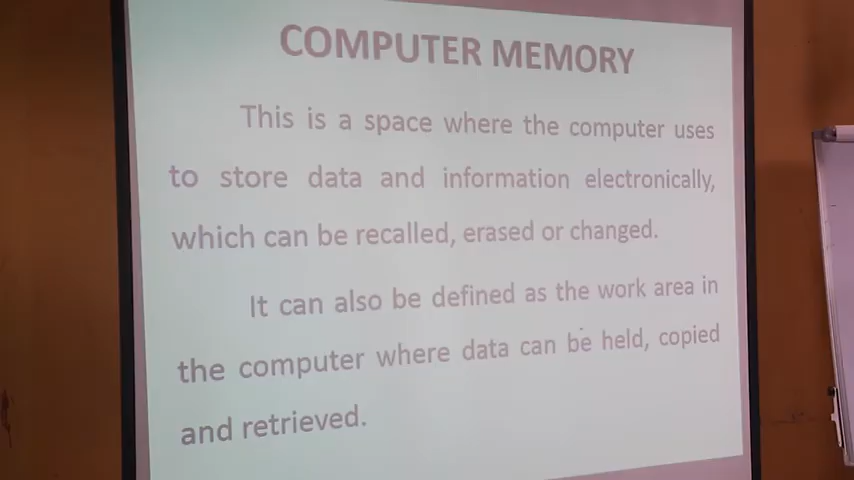 COMPUTER MEMORY
This is a space where the computer uses
to store data and information electronically,
which can be recalled, erased or changed.
It can also be defined as the work area in
the computer where data can be held, copied
and retrieved.